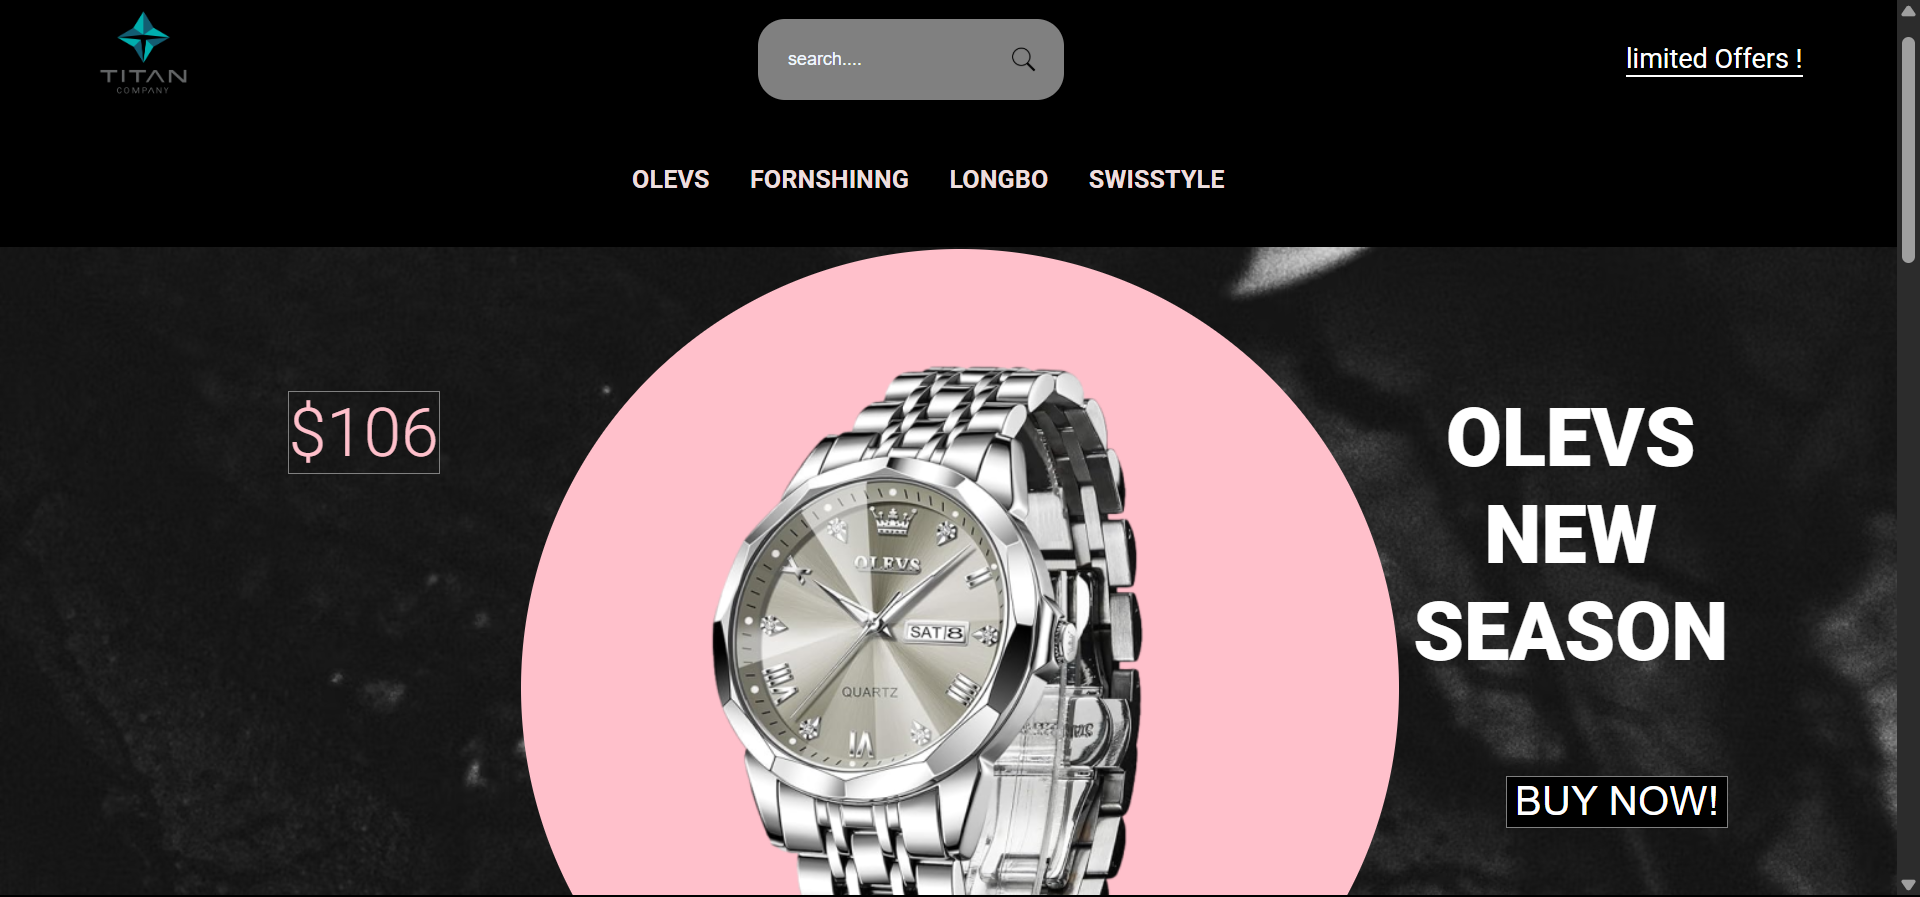 TITAN
COMPANY
search....
limited Offers !
OLEVS FORNSHINNG LONGBO SWISSTYLE
$106
OLEVS
NEW
SEASON
OLEVS
SAT 8
QUARTZ
BUY NOW!